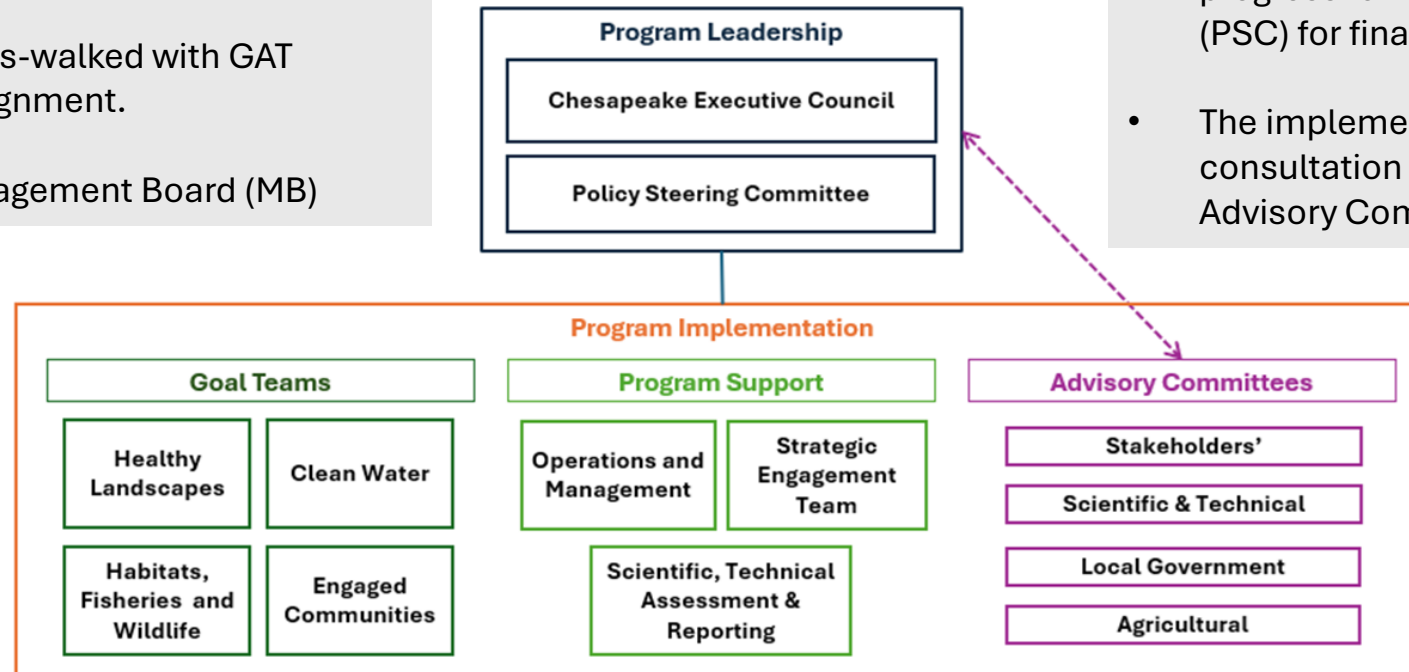 s-walked with GAT
gnment.
agement Board (MB)
(PSC) for fina
•
The impleme
consultation
Advisory Com
Program Leadership
Chesapeake Executive Council
Policy Steering Committee
Program Implementation
Goal Teams
Healthy
Landscapes
Clean Water
Habitats,
Fisheries and
Wildlife
Engaged
Communities
Program Support
Operations and
Management
Strategic
Engagement
Team
Scientific, Technical
Assessment &
Reporting
Advisory Committees
Stakeholders’
Scientific & Technical
Local Government
Agricultural